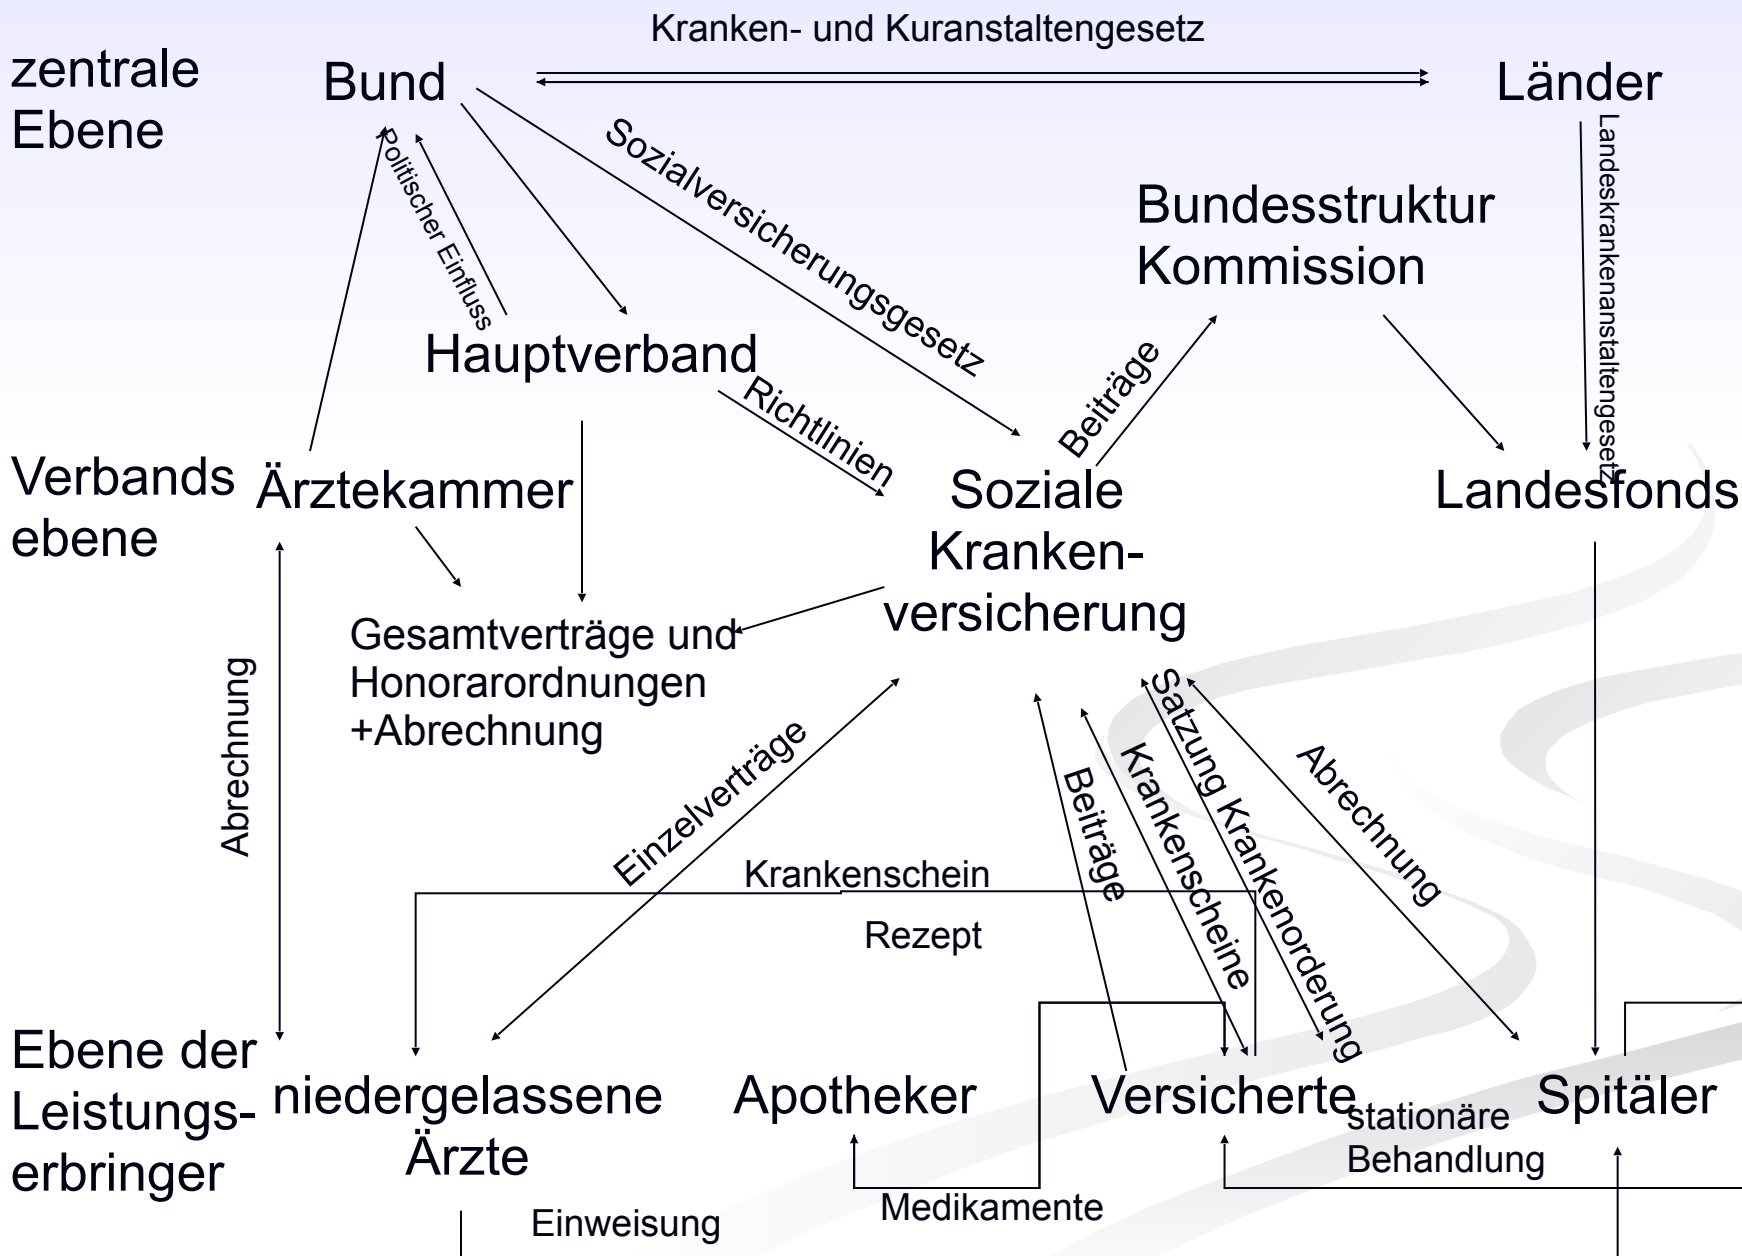 Kranken- und Kuranstaltengesetz
zentrale
Ebene
Bund
Länder
Politischer Einfluss
Sozialversicherungsgesetz
Landeskrankenanstaltengesetz
Bundesstruktur
Kommission
Hauptverband
Richtlinien
Beiträge
Verbands
ebene
Ärztekammer
Soziale
Kranken-
versicherung
Landesfonds
Gesamtverträge und
Honorarordnungen
+Abrechnung
Abrechnung
Einzelverträge
Beiträge
Krankenscheine
Satzung Krankenorderung
Abrechnung
Krankenschein
Rezept
Ebene der
Leistungs-
erbringer
niedergelassene
Ärzte
Apotheker
Versicherte
Spitäler
stationäre
Behandlung
Medikamente
Einweisung